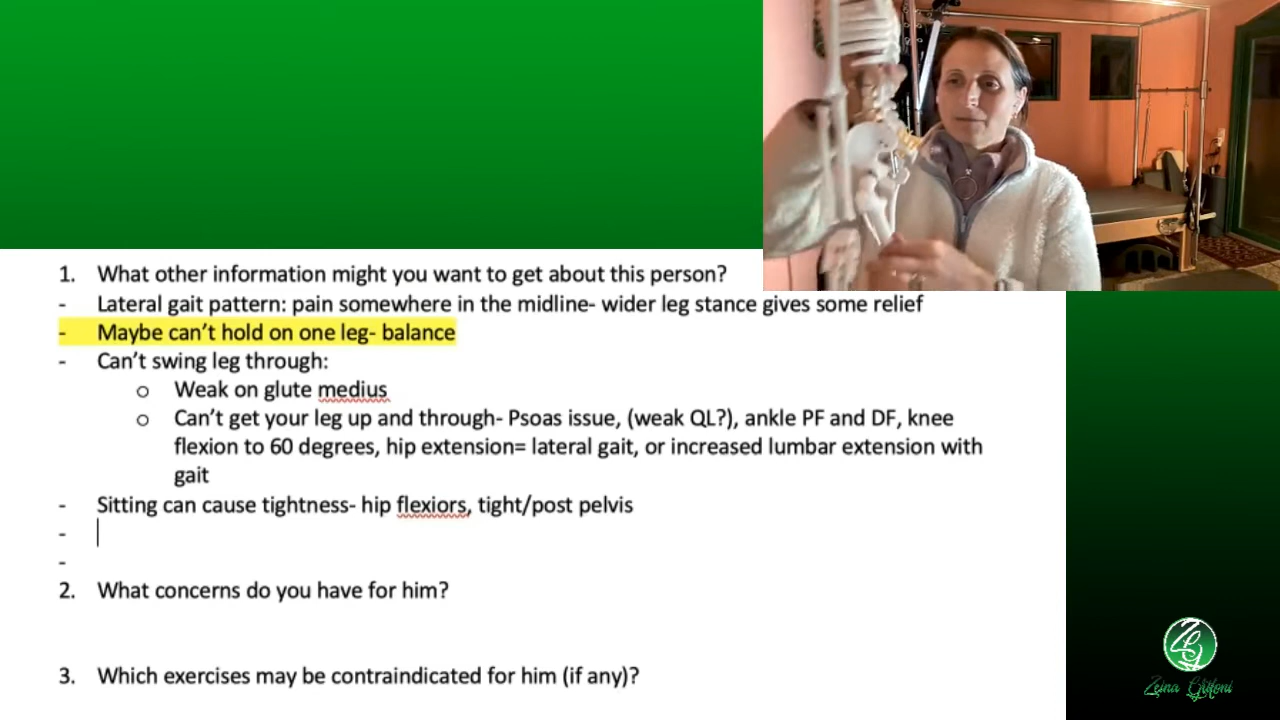 1. What other information might you want to get about this person?
- Lateral gait pattern: pain somewhere in the midline- wider leg stance gives some relief
- Maybe can't hold on one leg- balance
- Can't swing leg through:
o Weak on glute medius
o Can't get your leg up and through- Psoas issue, (weak QL?), ankle PF and DF, knee
flexion to 60 degrees, hip extension= lateral gait, or increased lumbar extension with
gait
- Sitting can cause tightness- hip flexiors, tight/post pelvis
-
-
2. What concerns do you have for him?
3. Which exercises may be contraindicated for him (if any)?
Zeina Grifoni